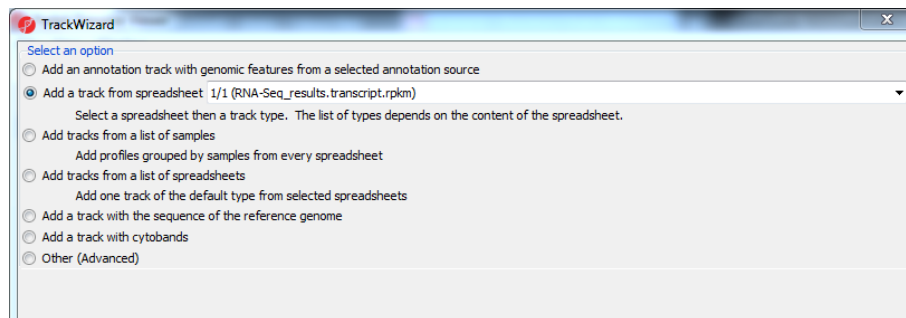 TrackWizard
Select an option
Add an annotation track with genomic features from a selected annotation source
Add a track from spreadsheet 1/1 (RNA-Seq_results.transcript.rpkm)
Select a spreadsheet then a track type. The list of types depends on the content of the spreadsheet.
Add tracks from a list of samples
Add profiles grouped by samples from every spreadsheet
Add tracks from a list of spreadsheets
Add one track of the default type from selected spreadsheets
Add a track with the sequence of the reference genome
Add a track with cytobands
Other (Advanced)